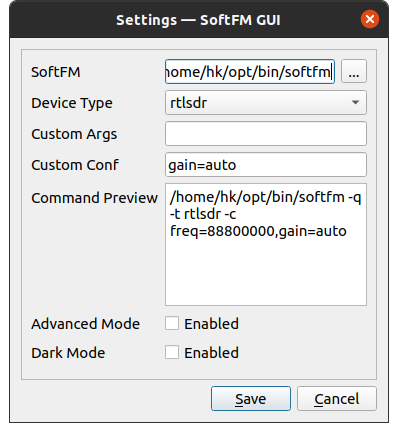 Settings — SoftFM GUI
SoftFM home/hk/opt/bin/softfm ...
Device Type rtlsdr
Custom Args
Custom Conf gain=auto
Command Preview /home/hk/opt/bin/softfm -q
-t rtlsdr -c
freq=88800000,gain=auto
Advanced Mode Enabled
Dark Mode Enabled
Save Cancel